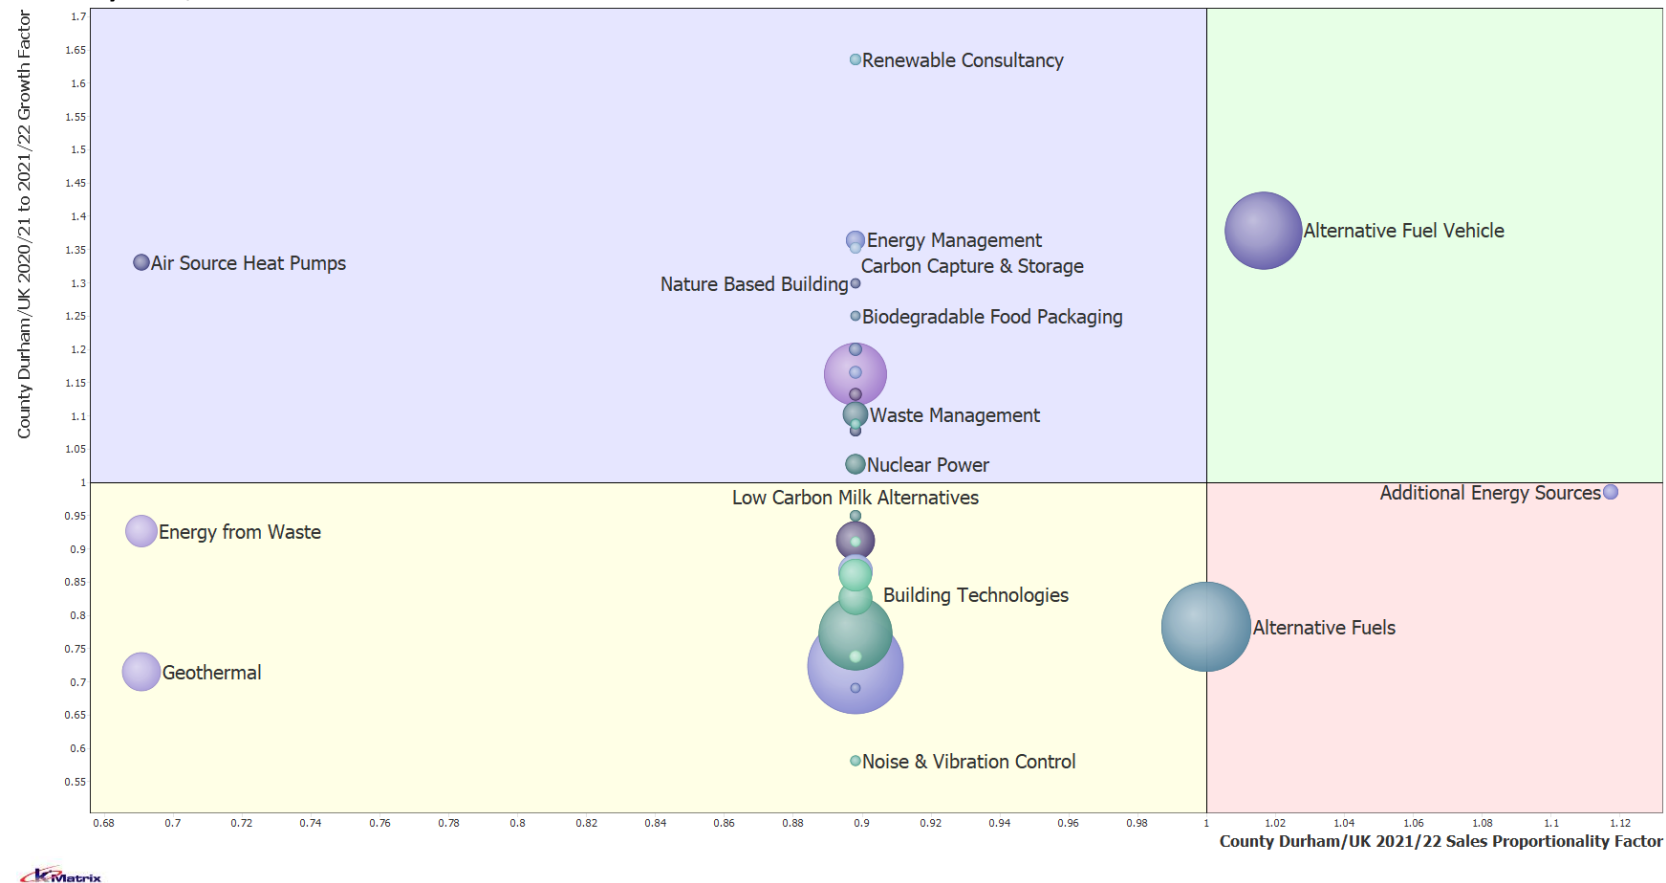 County Durham/UK 2020/21 to 2021/22 Growth Factor
1.7
1.65
1.6
1.55
1.5
1.45
1.4
1.35
1.3
1.25
1.2
1.15
1.1
1.05
1
0.95
0.9
0.85
0.8
0.75
0.7
0.65
0.6
0.55
Renewable Consultancy
Alternative Fuel Vehicle
Energy Management
Air Source Heat Pumps
Carbon Capture & Storage
Nature Based Building
Biodegradable Food Packaging
Waste Management
Nuclear Power
Additional Energy Sources
Low Carbon Milk Alternatives
Energy from Waste
Building Technologies
Alternative Fuels
Geothermal
Noise & Vibration Control
0.68 0.7 0.72 0.74 0.76 0.78 0.8 0.82 0.84 0.86 0.88 0.9 0.92 0.94 0.96 0.98 1 1.02 1.04 1.06 1.08 1.1 1.12
County Durham/UK 2021/22 Sales Proportionality Factor
kMatrix